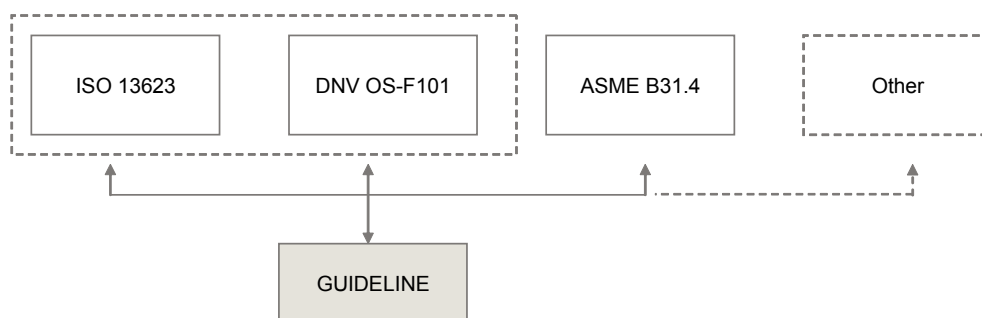 ISO 13623
DNV OS-F101
ASME B31.4
Other
GUIDELINE